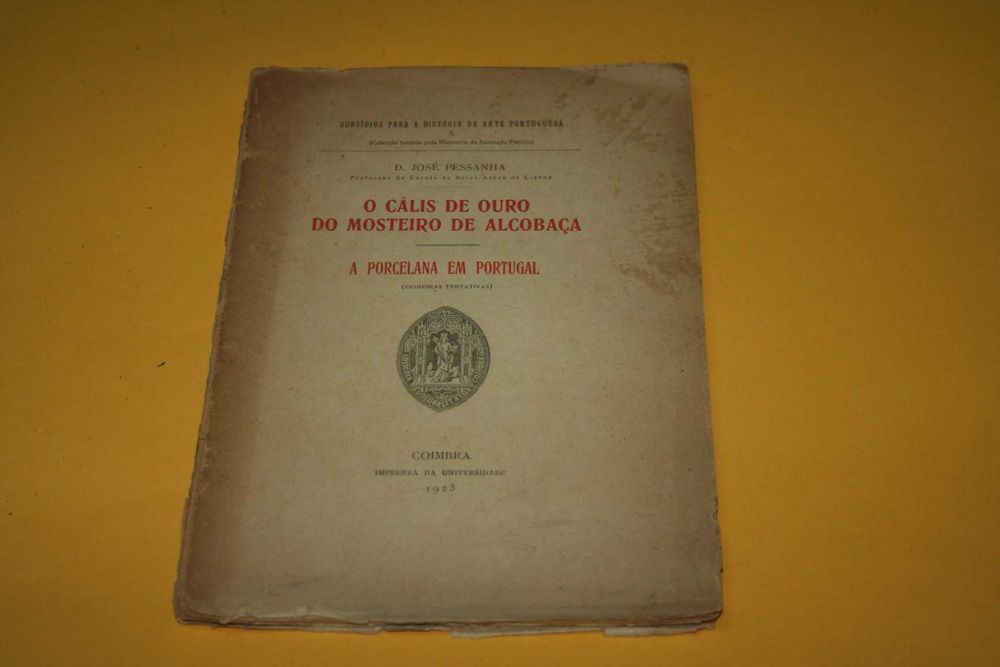 SUBSÍDIOS PARA A HISTÓRIA DA ARTE PORTUGUESA
X
(Colecção louvada pelo Ministério da Instrução Pública)
D. JOSÉ PESSANHA
Professor da Escola de Belas Artes de Lisboa
O CÁLIS DE OURO
DO MOSTEIRO DE ALCOBAÇA
A PORCELANA EM PORTUGAL
(PRIMEIRAS TENTATIVAS)
COIMBRA
IMPRENSA DA UNIVERSIDADE
1923